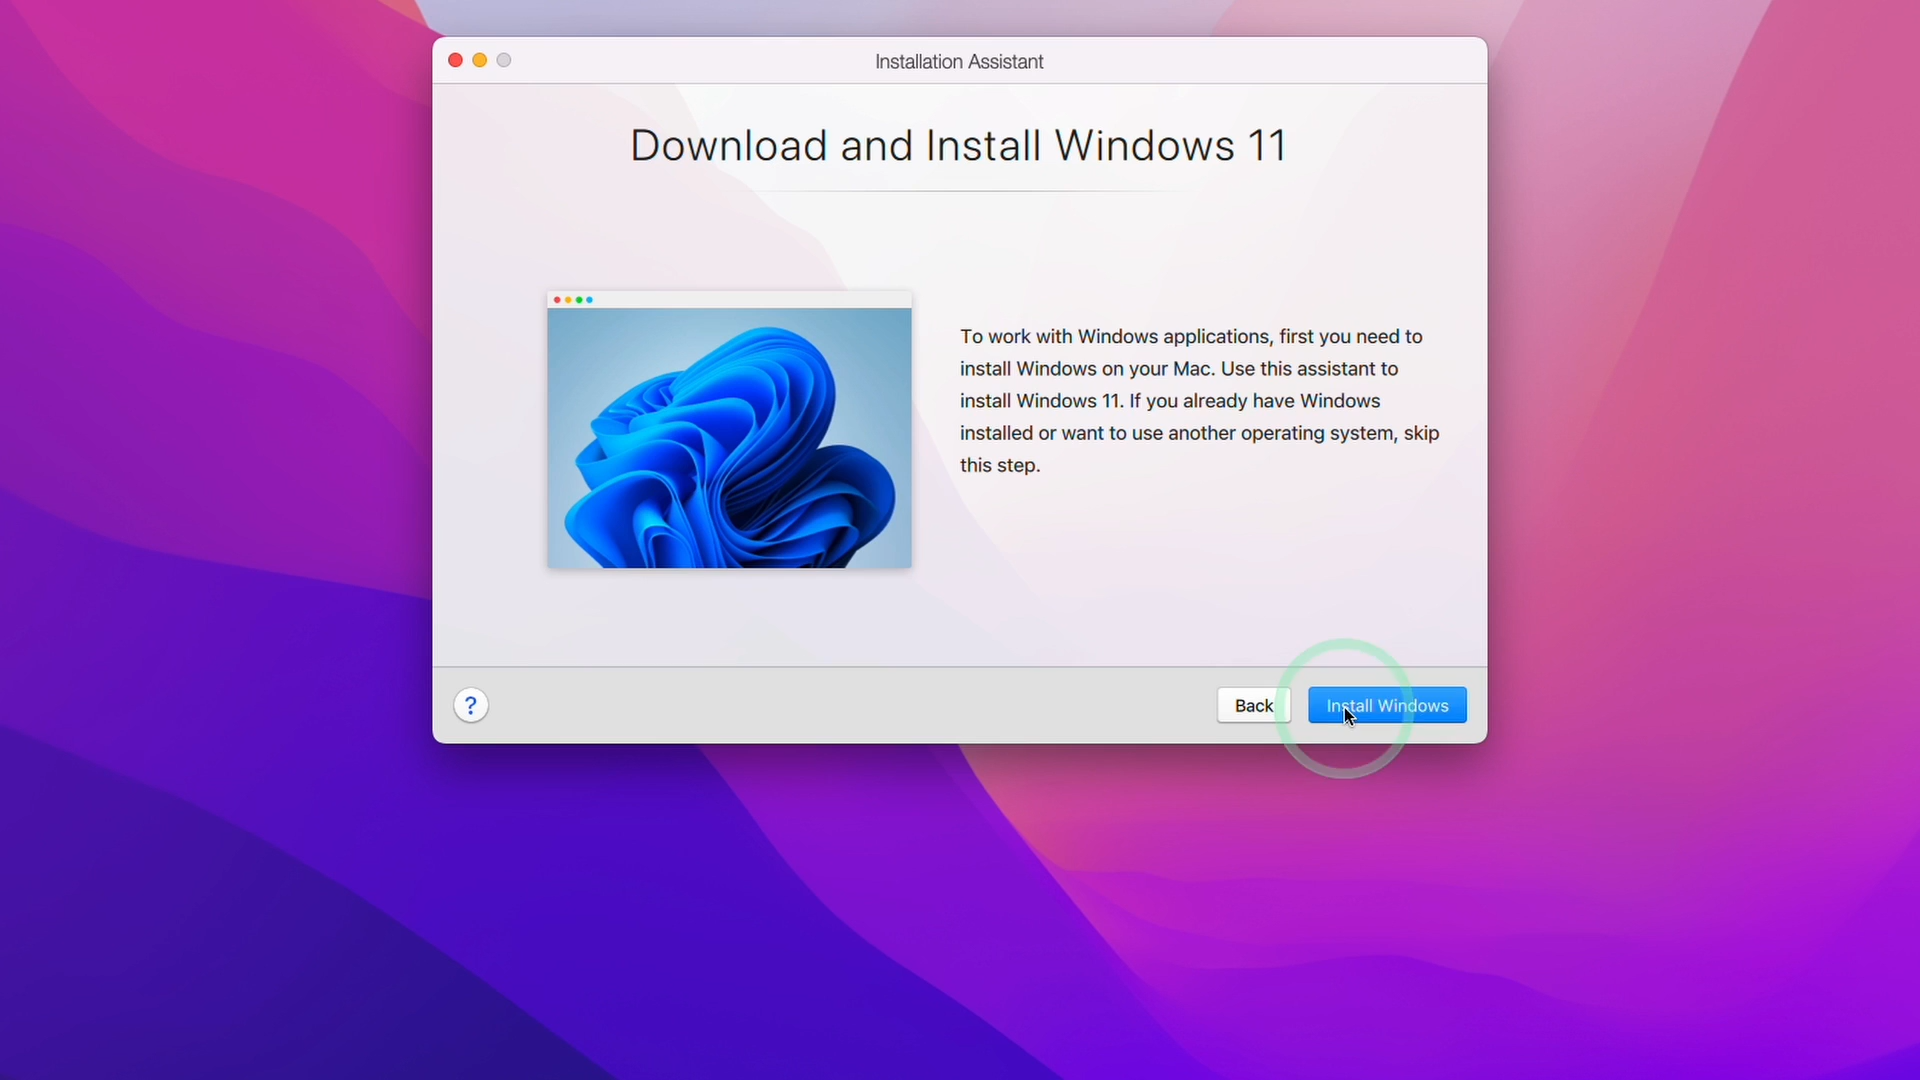 Installation Assistant
Download and Install Windows 11
To work with Windows applications, first you need to
install Windows on your Mac. Use this assistant to
install Windows 11. If you already have Windows
installed or want to use another operating system, skip
this step.
?
Back
Install Windows